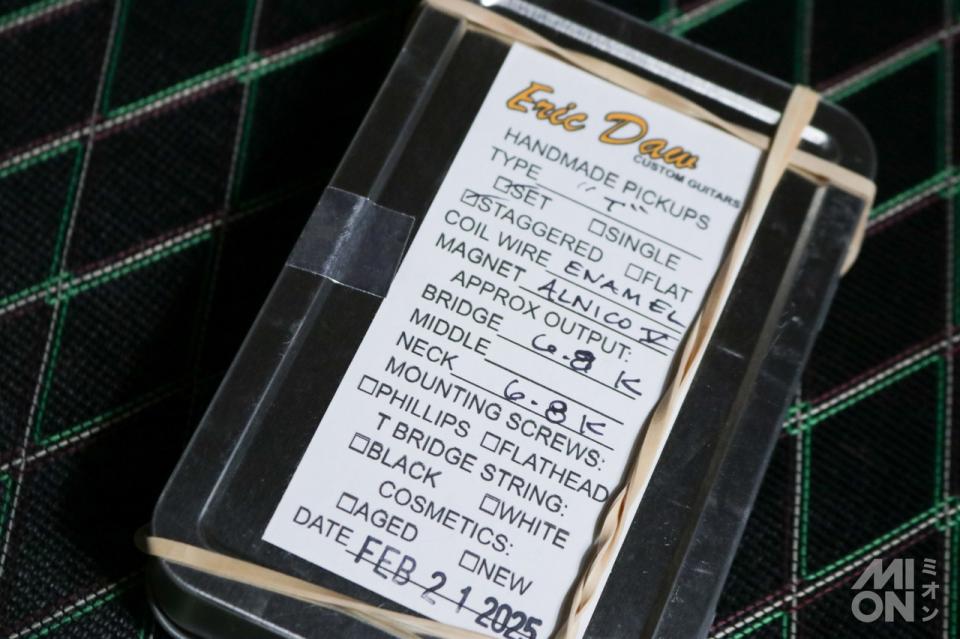 Eric Daw
CUSTOM GUITARS
HANDMADE PICKUPS
TYPE "T"
☑SET ☐SINGLE
☑STAGGERED ☐FLAT
COIL WIRE ENAMEL
MAGNET ALNICO V
APPROX OUTPUT:
BRIDGE 6.8 K
MIDDLE
NECK 6.8 K
MOUNTING SCREWS:
☐PHILLIPS ☐FLATHEAD
T BRIDGE STRING:
☐BLACK ☐WHITE
COSMETICS:
☐AGED ☐NEW
DATE FEB 21 2025
MI ミオン
ON